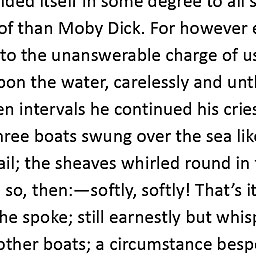 itself in some degree to all
of than Moby Dick. For however
to the unanswerable charge of
upon the water, carelessly and
intervals he continued his cries
three boats swung over the sea like
the sheaves whirled round in
so, then:—softly, softly! That's it
he spoke; still earnestly but
other boats; a circumstance